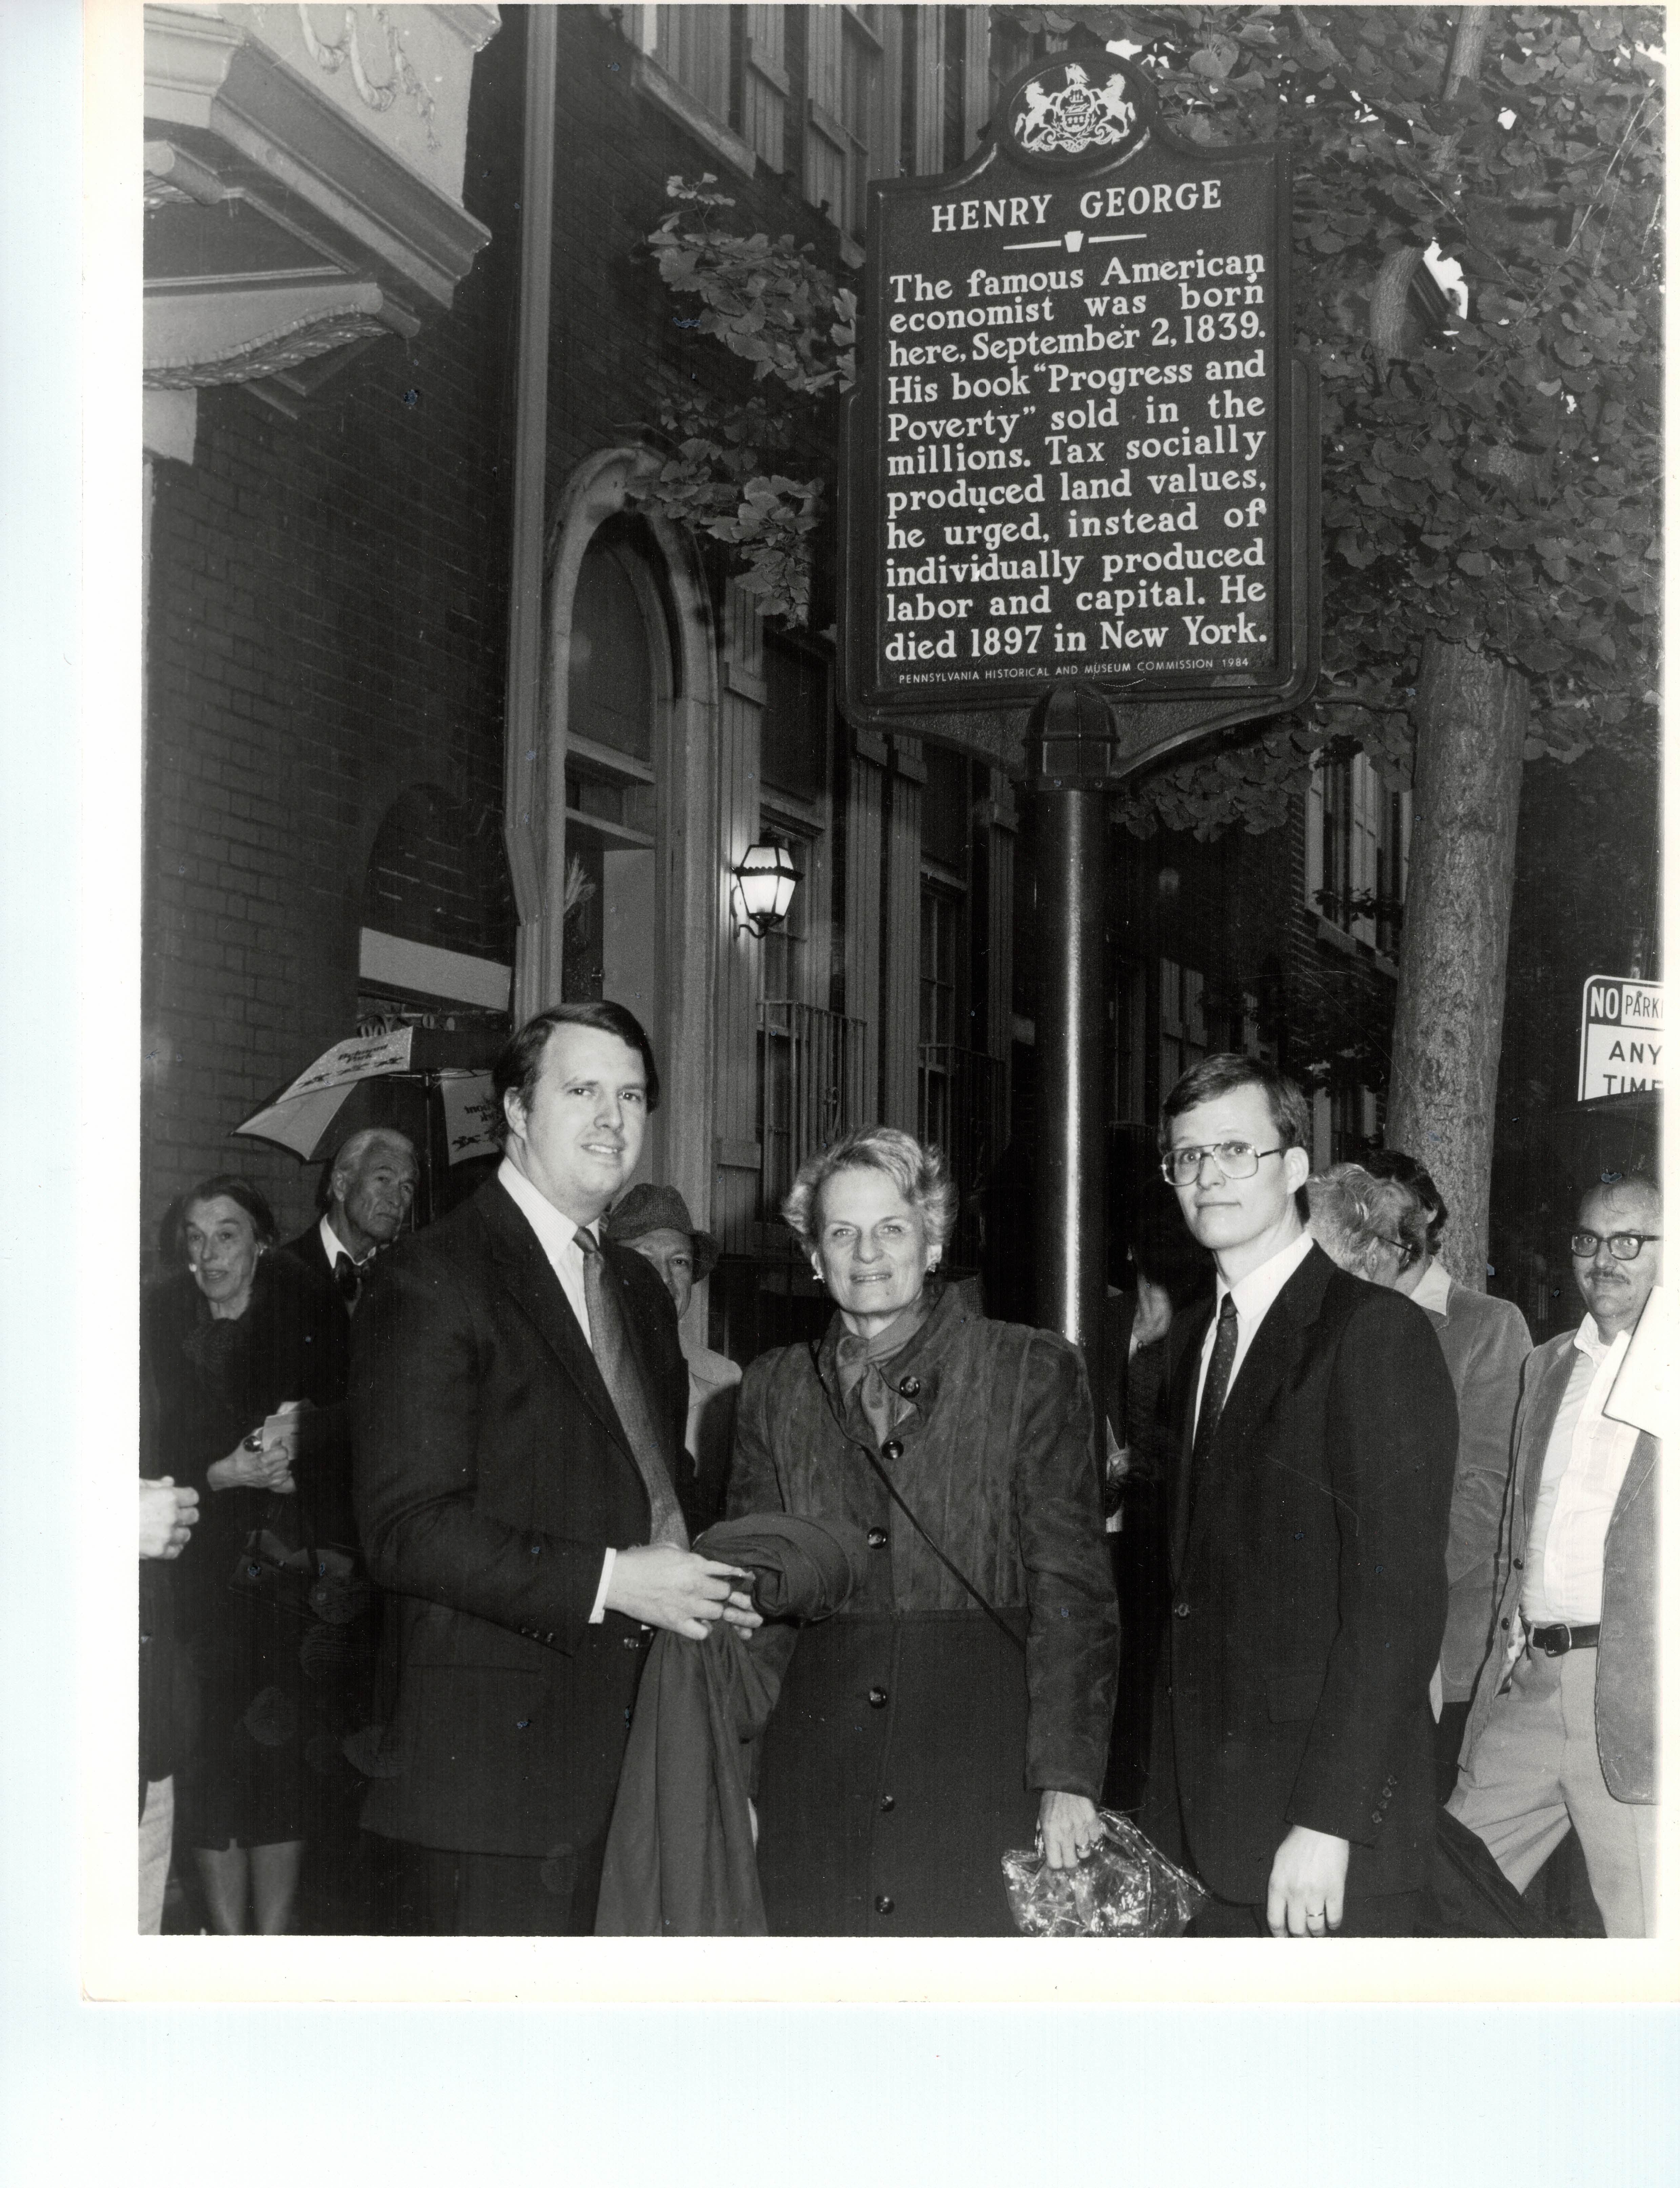 HENRY GEORGE
The famous American
economist was born
here, September 2, 1839.
His book “Progress and
Poverty” sold in the
millions. Tax socially
produced land values,
he urged, instead of
individually produced
labor and capital. He
died 1897 in New York.
PENNSYLVANIA HISTORICAL AND MUSEUM COMMISSION 1984
NO PARKI
ANY
TIME